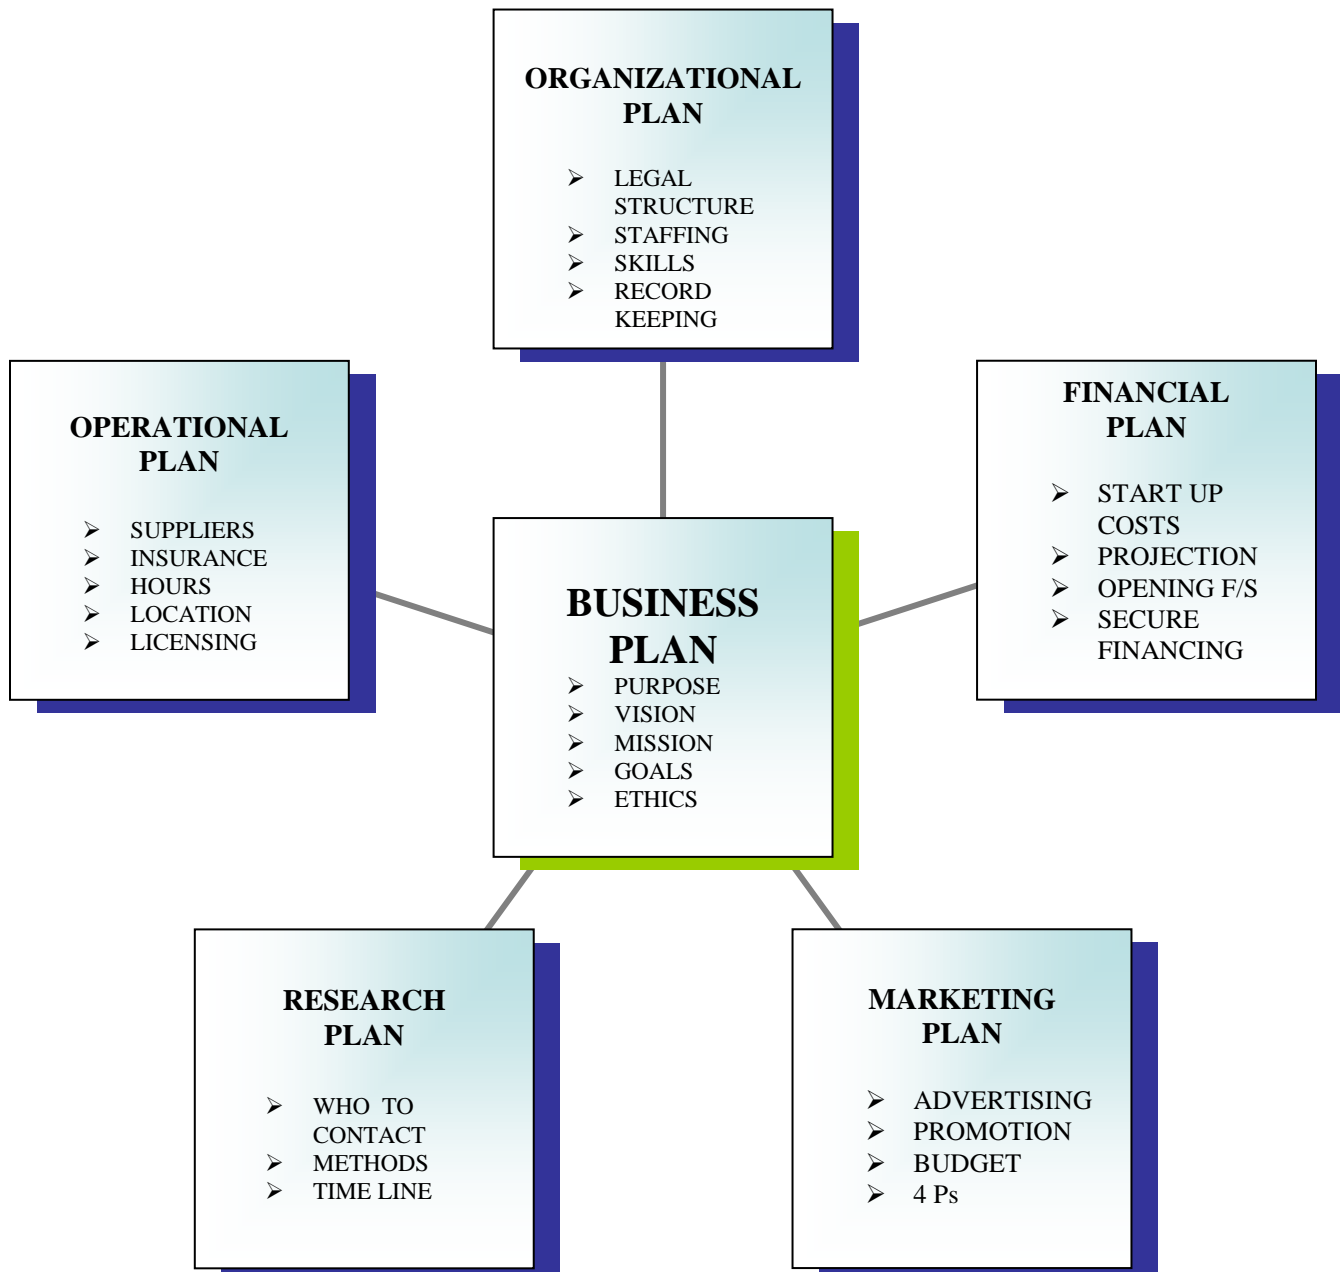 ORGANIZATIONAL
PLAN
➢ LEGAL
STRUCTURE
➢ STAFFING
➢ SKILLS
➢ RECORD
KEEPING
OPERATIONAL
PLAN
➢ SUPPLIERS
➢ INSURANCE
➢ HOURS
➢ LOCATION
➢ LICENSING
FINANCIAL
PLAN
➢ START UP
COSTS
➢ PROJECTION
➢ OPENING F/S
➢ SECURE
FINANCING
BUSINESS
PLAN
➢ PURPOSE
➢ VISION
➢ MISSION
➢ GOALS
➢ ETHICS
RESEARCH
PLAN
➢ WHO TO
CONTACT
➢ METHODS
➢ TIME LINE
MARKETING
PLAN
➢ ADVERTISING
➢ PROMOTION
➢ BUDGET
➢ 4 Ps